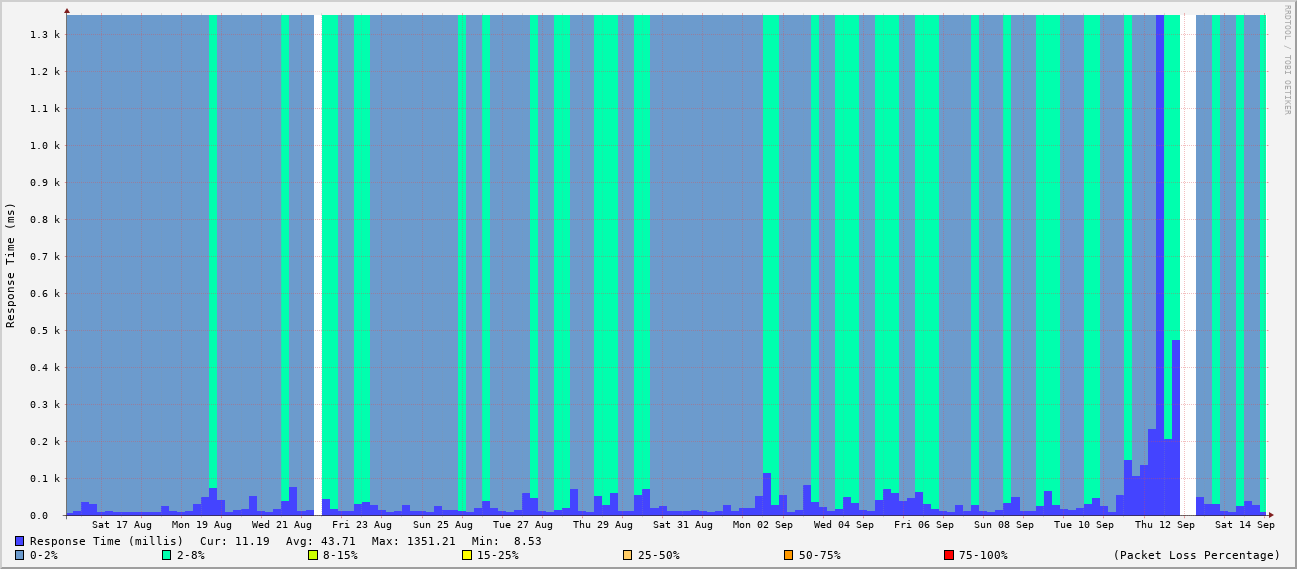 RRDTOOL / TOBI OETIKER
Response Time (ms)
1.3 k
1.2 k
1.1 k
1.0 k
0.9 k
0.8 k
0.7 k
0.6 k
0.5 k
0.4 k
0.3 k
0.2 k
0.1 k
0.0
Sat 17 Aug Mon 19 Aug Wed 21 Aug Fri 23 Aug Sun 25 Aug Tue 27 Aug Thu 29 Aug Sat 31 Aug Mon 02 Sep Wed 04 Sep Fri 06 Sep Sun 08 Sep Tue 10 Sep Thu 12 Sep Sat 14 Sep
Response Time (millis) Cur: 11.19 Avg: 43.71 Max: 1351.21 Min: 8.53
0-2% 2-8% 8-15% 15-25% 25-50% 50-75% 75-100% (Packet Loss Percentage)